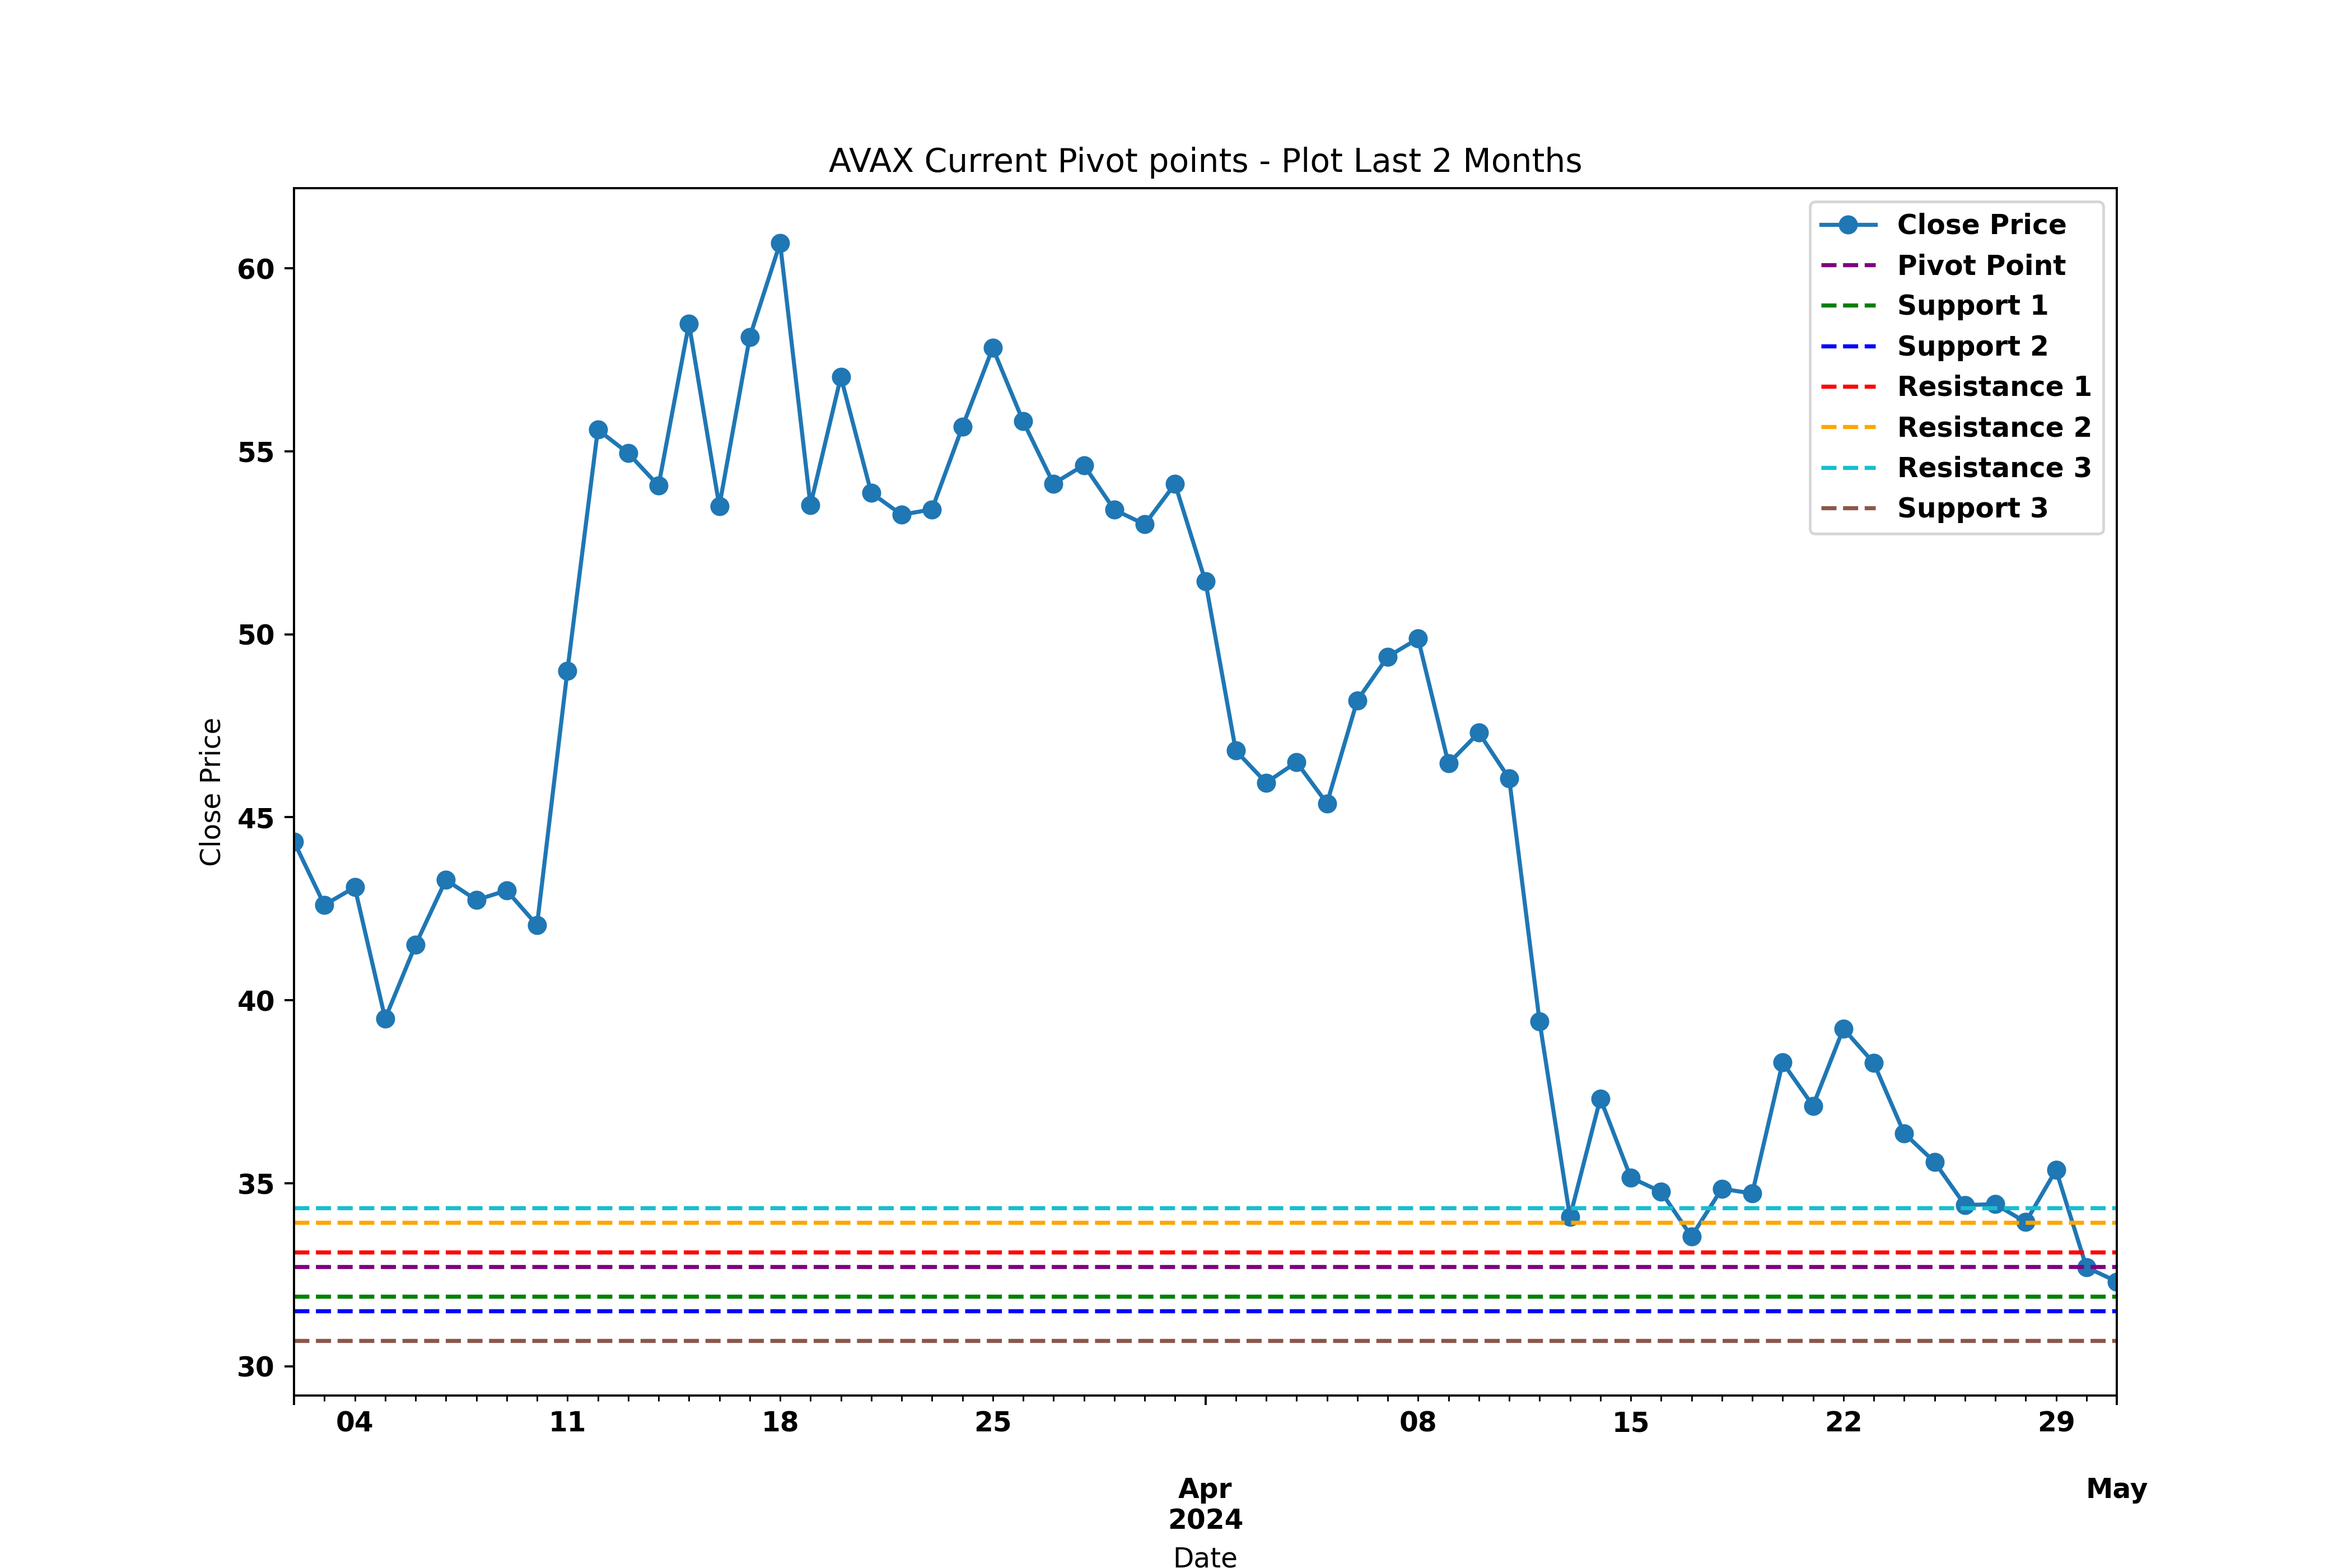 AVAX Current Pivot points - Plot Last 2 Months
Close Price
Pivot Point
Support 1
Support 2
Resistance 1
Resistance 2
Resistance 3
Support 3
60
55
50
45
40
35
30
Close Price
04 11 18 25 08 15 22 29
Apr May
2024
Date